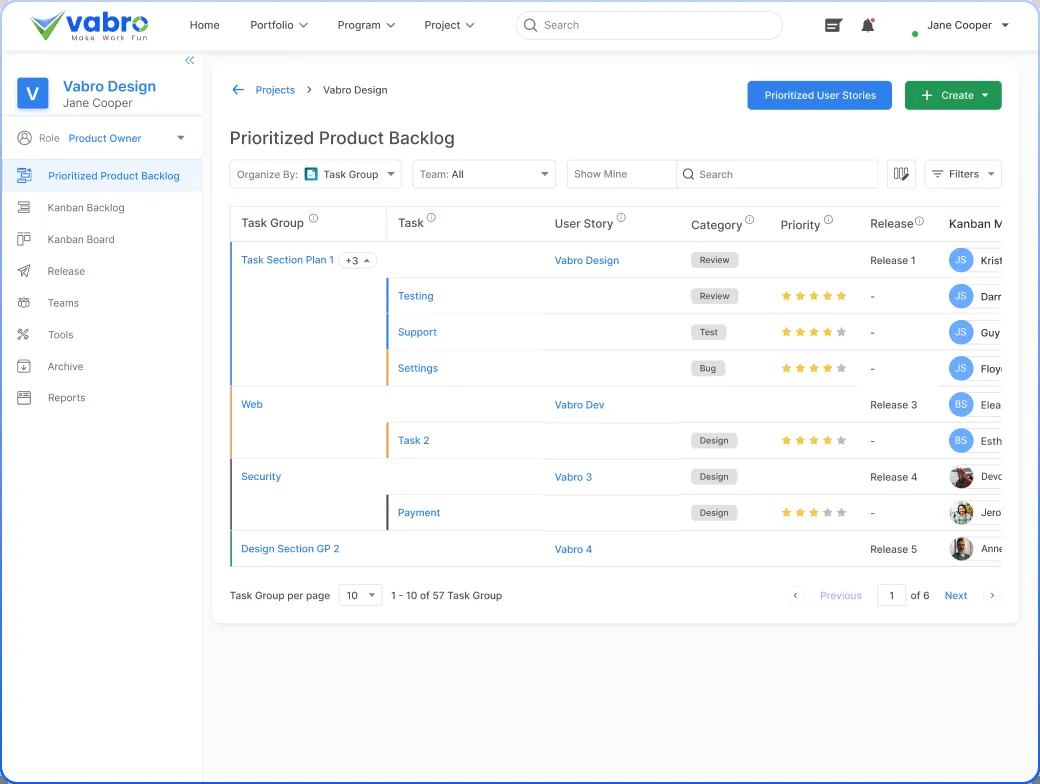 vabro
Make Work Fun
Home Portfolio Program Project Search Jane Cooper
V Vabro Design
Jane Cooper
Role Product Owner
Prioritized Product Backlog
Kanban Backlog
Kanban Board
Release
Teams
Tools
Archive
Reports
Projects > Vabro Design
Prioritized User Stories
+ Create
Prioritized Product Backlog
Organize By: Task Group Team: All Show Mine Search Filters
Task Group Task User Story Category Priority Release Kanban M
Task Section Plan 1 +3 Vabro Design Review Release 1 JS Krist
Testing Review - JS Darr
Support Test - JS Guy
Settings Bug - JS Floye
Web Vabro Dev Release 3 BS Elea
Task 2 Design - BS Esth
Security Vabro 3 Design Release 4 Devo
Payment Design - Jero
Design Section GP 2 Vabro 4 Release 5 Anne
Task Group per page 10 1 - 10 of 57 Task Group ‹ Previous 1 of 6 Next ›